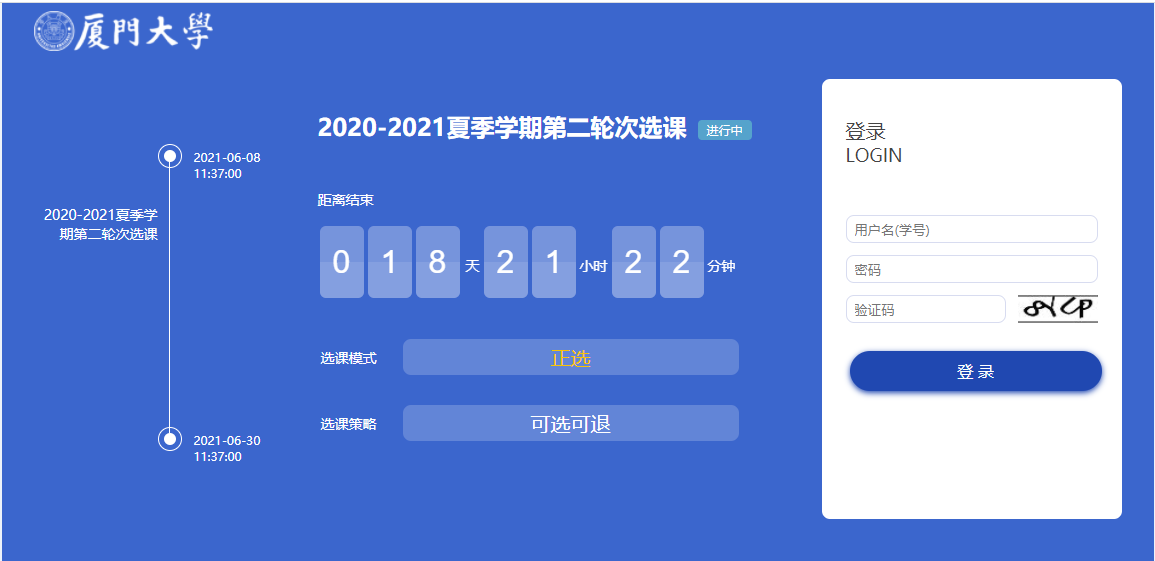 廈門大學
2021-06-08
11:37:00
2020-2021夏季学
期第二轮次选课
2021-06-30
11:37:00
2020-2021夏季学期第二轮次选课 进行中
距离结束
0 1 8 天 2 1 小时 2 2 分钟
选课模式 正选
选课策略 可选可退
登录
LOGIN
用户名(学号)
密码
验证码
登 录